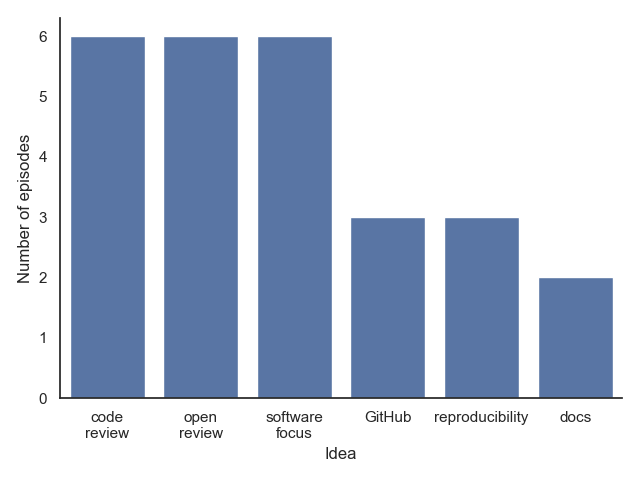 Number of episodes
6
5
4
3
2
1
0
code
review
open
review
software
focus
GitHub
reproducibility
docs
Idea